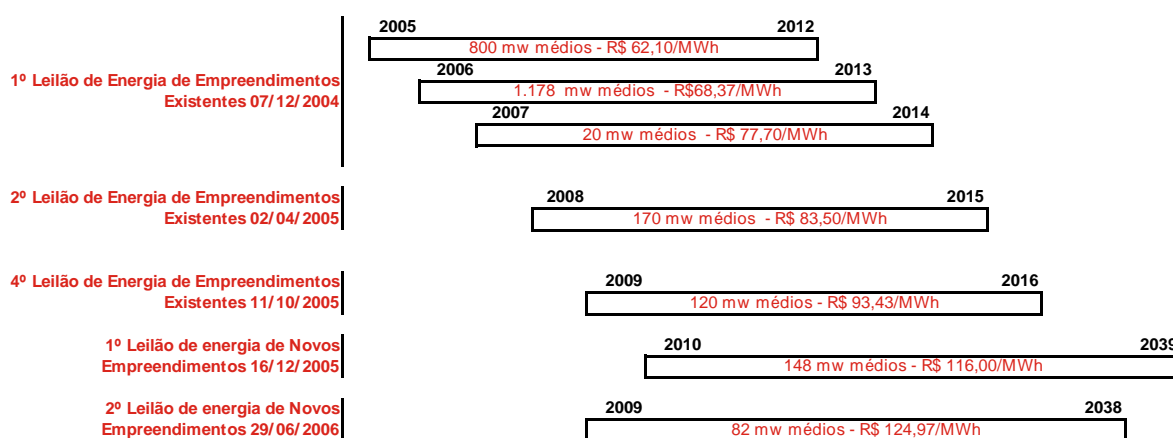 2005 2012
800 mw médios - R$ 62,10/MWh
1º Leilão de Energia de Empreendimentos
Existentes 07/12/2004
2006 2013
1.178 mw médios - R$68,37/MWh
2007 2014
20 mw médios - R$ 77,70/MWh
2º Leilão de Energia de Empreendimentos
Existentes 02/04/2005
2008 2015
170 mw médios - R$ 83,50/MWh
4º Leilão de Energia de Empreendimentos
Existentes 11/10/2005
2009 2016
120 mw médios - R$ 93,43/MWh
1º Leilão de energia de Novos
Empreendimentos 16/12/2005
2010 2039
148 mw médios - R$ 116,00/MWh
2º Leilão de energia de Novos
Empreendimentos 29/06/2006
2009 2038
82 mw médios - R$ 124,97/MWh